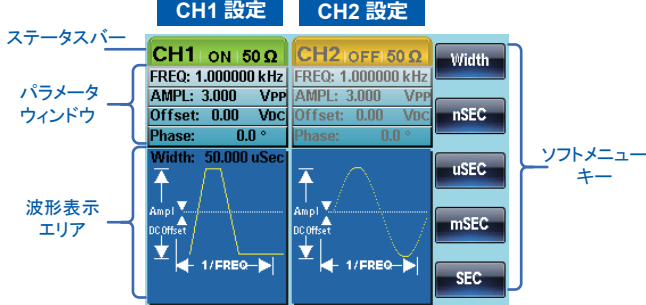 CH1 設定
CH2 設定
ステータスバー
CH1 ON 50 Ω
CH2 OFF 50 Ω
Width
パラメータ
ウィンドウ
FREQ: 1.000000 kHz
FREQ: 1.000000 kHz
AMPL: 3.000 VPP
AMPL: 3.000 VPP
Offset: 0.00 VDC
Offset: 0.00 VDC
Phase: 0.0 °
Phase: 0.0 °
nSEC
Width: 50.000 uSec
ソフトメニュー
キー
uSEC
波形表示
エリア
Ampl
DC Offset
1/FREQ
Ampl
DC Offset
1/FREQ
mSEC
SEC